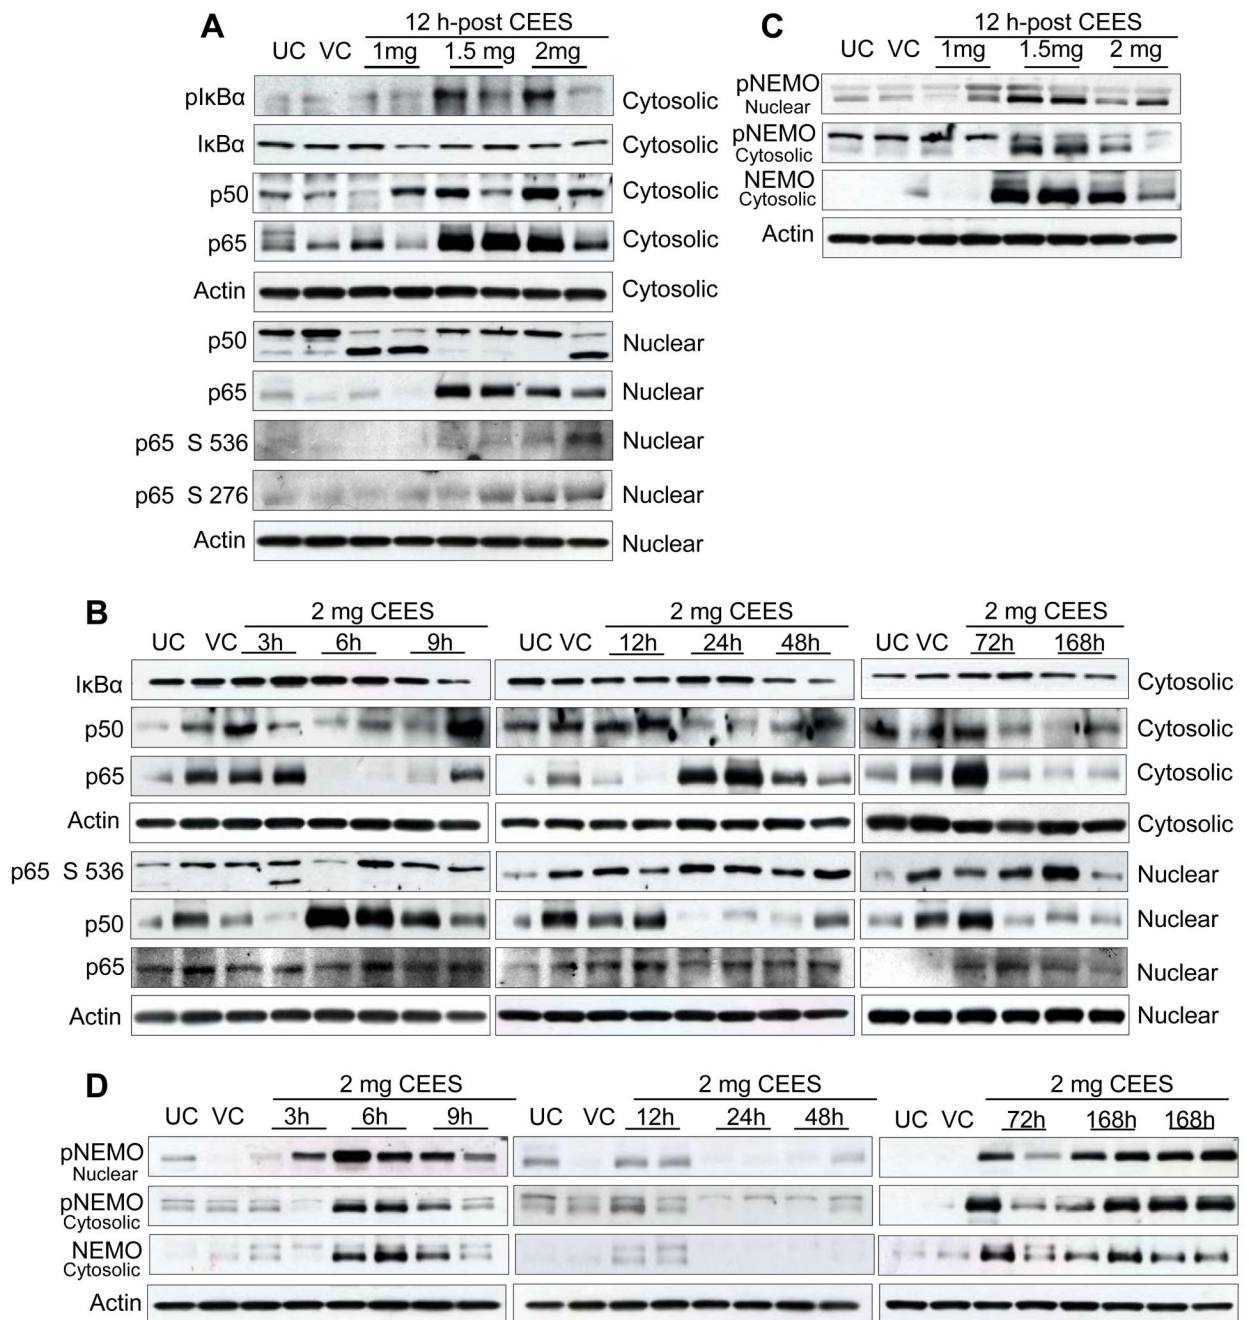 A
12 h-post CEES
UC VC 1mg 1.5 mg 2mg
pIκBα Cytosolic
IκBα Cytosolic
p50 Cytosolic
p65 Cytosolic
Actin Cytosolic
p50 Nuclear
p65 Nuclear
p65 S 536 Nuclear
p65 S 276 Nuclear
Actin Nuclear
C
12 h-post CEES
UC VC 1mg 1.5mg 2 mg
pNEMO
Nuclear
pNEMO
Cytosolic
NEMO
Cytosolic
Actin
B
2 mg CEES 2 mg CEES 2 mg CEES
UC VC 3h 6h 9h UC VC 12h 24h 48h UC VC 72h 168h
IκBα Cytosolic
p50 Cytosolic
p65 Cytosolic
Actin Cytosolic
p65 S 536 Nuclear
p50 Nuclear
p65 Nuclear
Actin Nuclear
D
2 mg CEES 2 mg CEES 2 mg CEES
UC VC 3h 6h 9h UC VC 12h 24h 48h UC VC 72h 168h 168h
pNEMO
Nuclear
pNEMO
Cytosolic
NEMO
Cytosolic
Actin